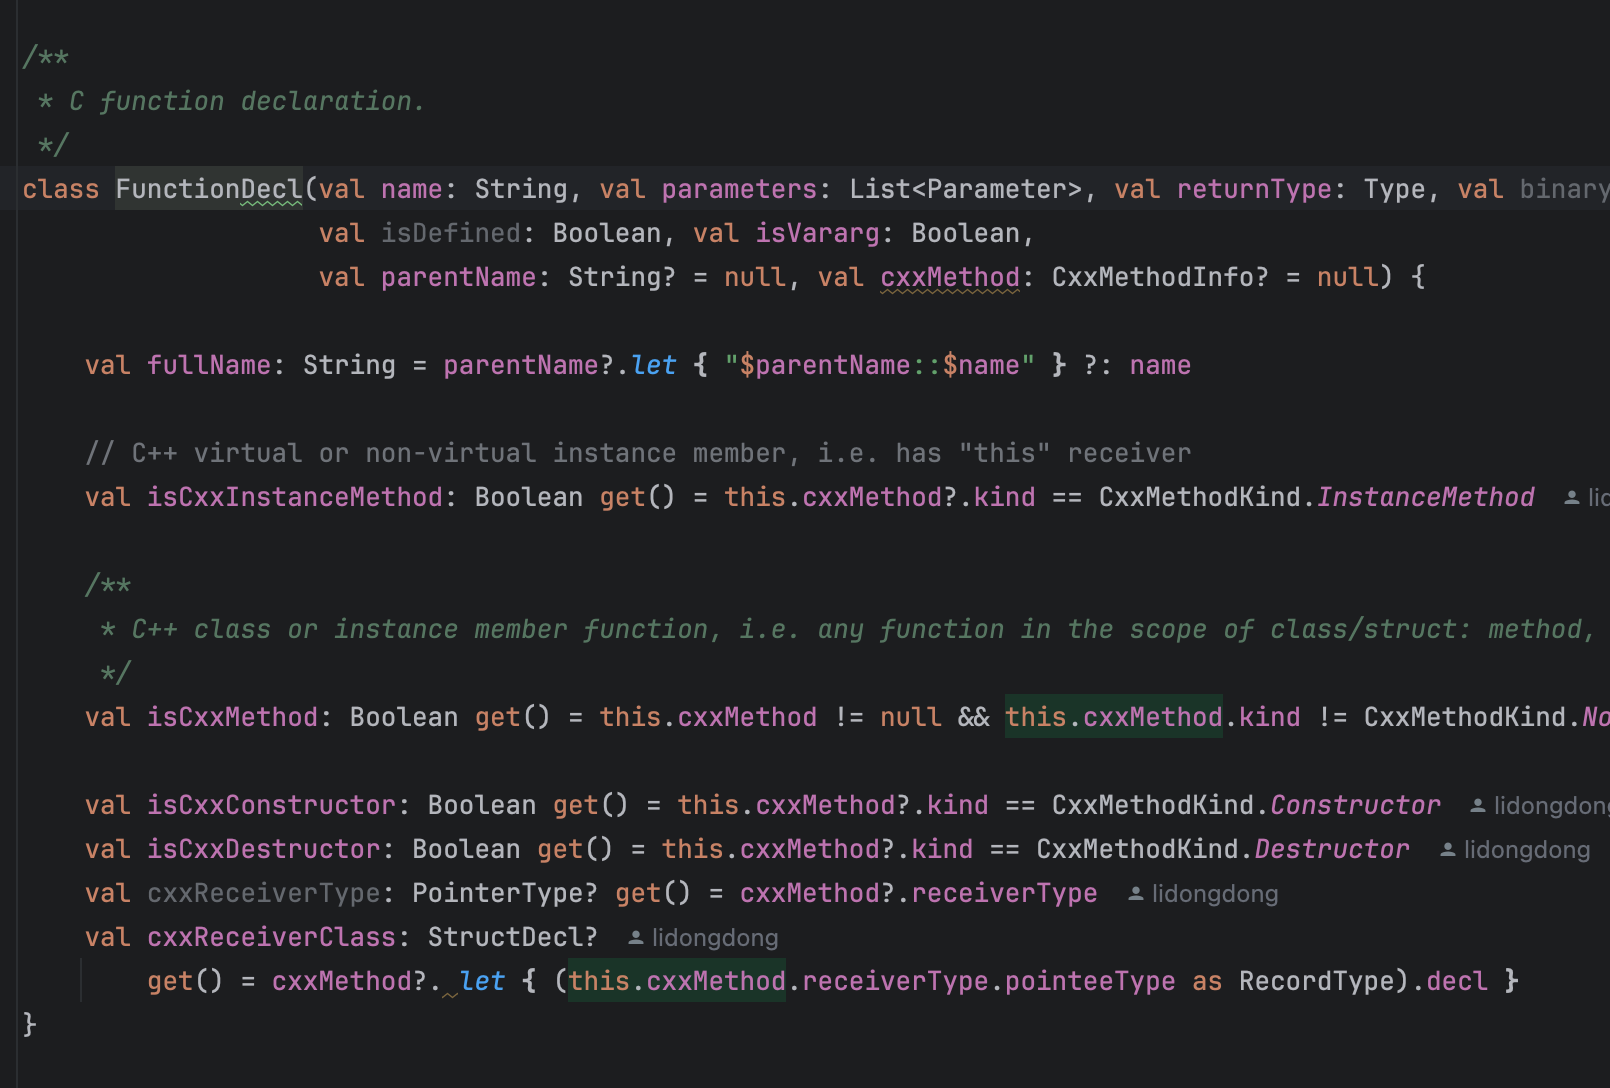 /**
 * C function declaration.
 */
class FunctionDecl(val name: String, val parameters: List<Parameter>, val returnType: Type, val binary
                   val isDefined: Boolean, val isVararg: Boolean,
                   val parentName: String? = null, val cxxMethod: CxxMethodInfo? = null) {
    val fullName: String = parentName?.let { "$parentName::$name" } ?: name
    // C++ virtual or non-virtual instance member, i.e. has "this" receiver
    val isCxxInstanceMethod: Boolean get() = this.cxxMethod?.kind == CxxMethodKind.InstanceMethod
    /**
     * C++ class or instance member function, i.e. any function in the scope of class/struct: method,
     */
    val isCxxMethod: Boolean get() = this.cxxMethod != null && this.cxxMethod.kind != CxxMethodKind.No
    val isCxxConstructor: Boolean get() = this.cxxMethod?.kind == CxxMethodKind.Constructor lidongdong
    val isCxxDestructor: Boolean get() = this.cxxMethod?.kind == CxxMethodKind.Destructor lidongdong
    val cxxReceiverType: PointerType? get() = cxxMethod?.receiverType lidongdong
    val cxxReceiverClass: StructDecl? lidongdong
        get() = cxxMethod?. let { (this.cxxMethod.receiverType.pointeeType as RecordType).decl }
}